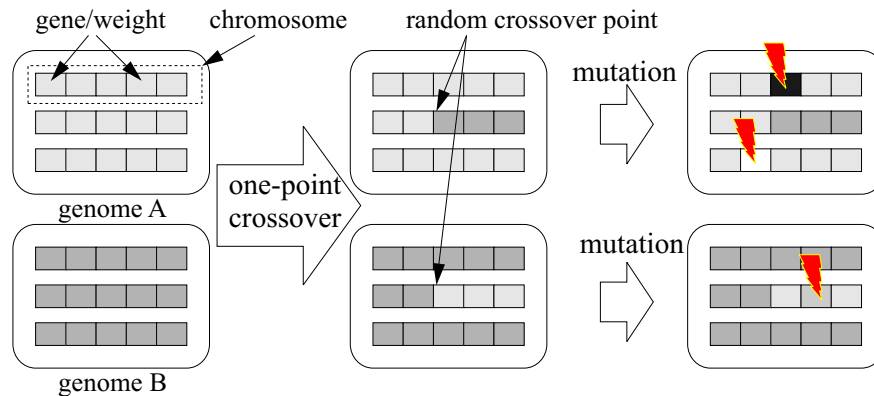 gene/weight
chromosome
random crossover point
mutation
one-point
crossover
genome A
mutation
genome B